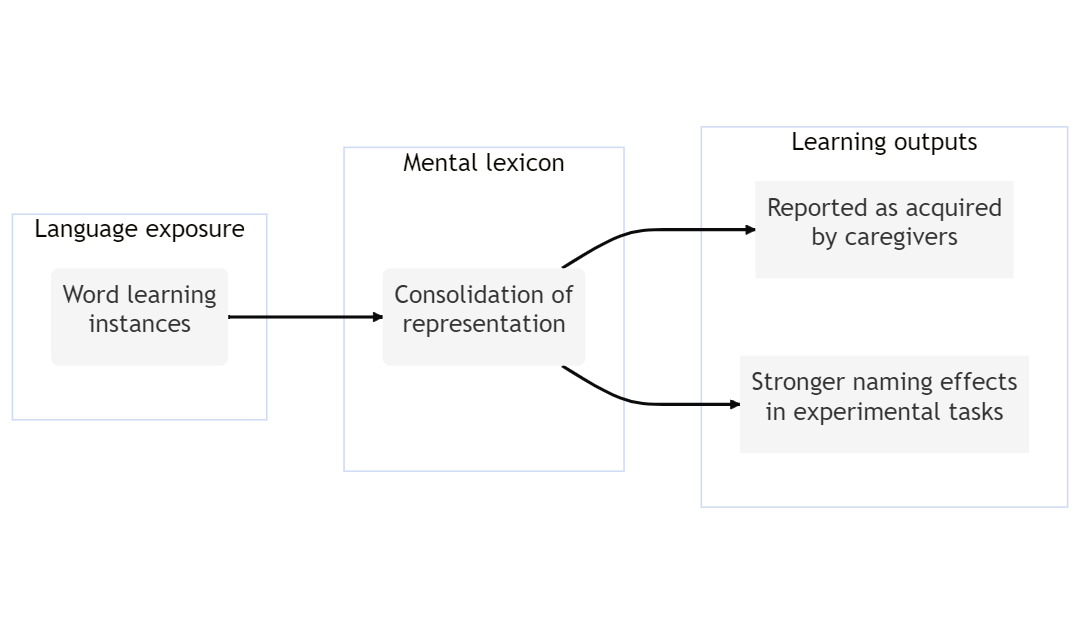 Language exposure
Word learning
instances
Mental lexicon
Consolidation of
representation
Learning outputs
Reported as acquired
by caregivers
Stronger naming effects
in experimental tasks